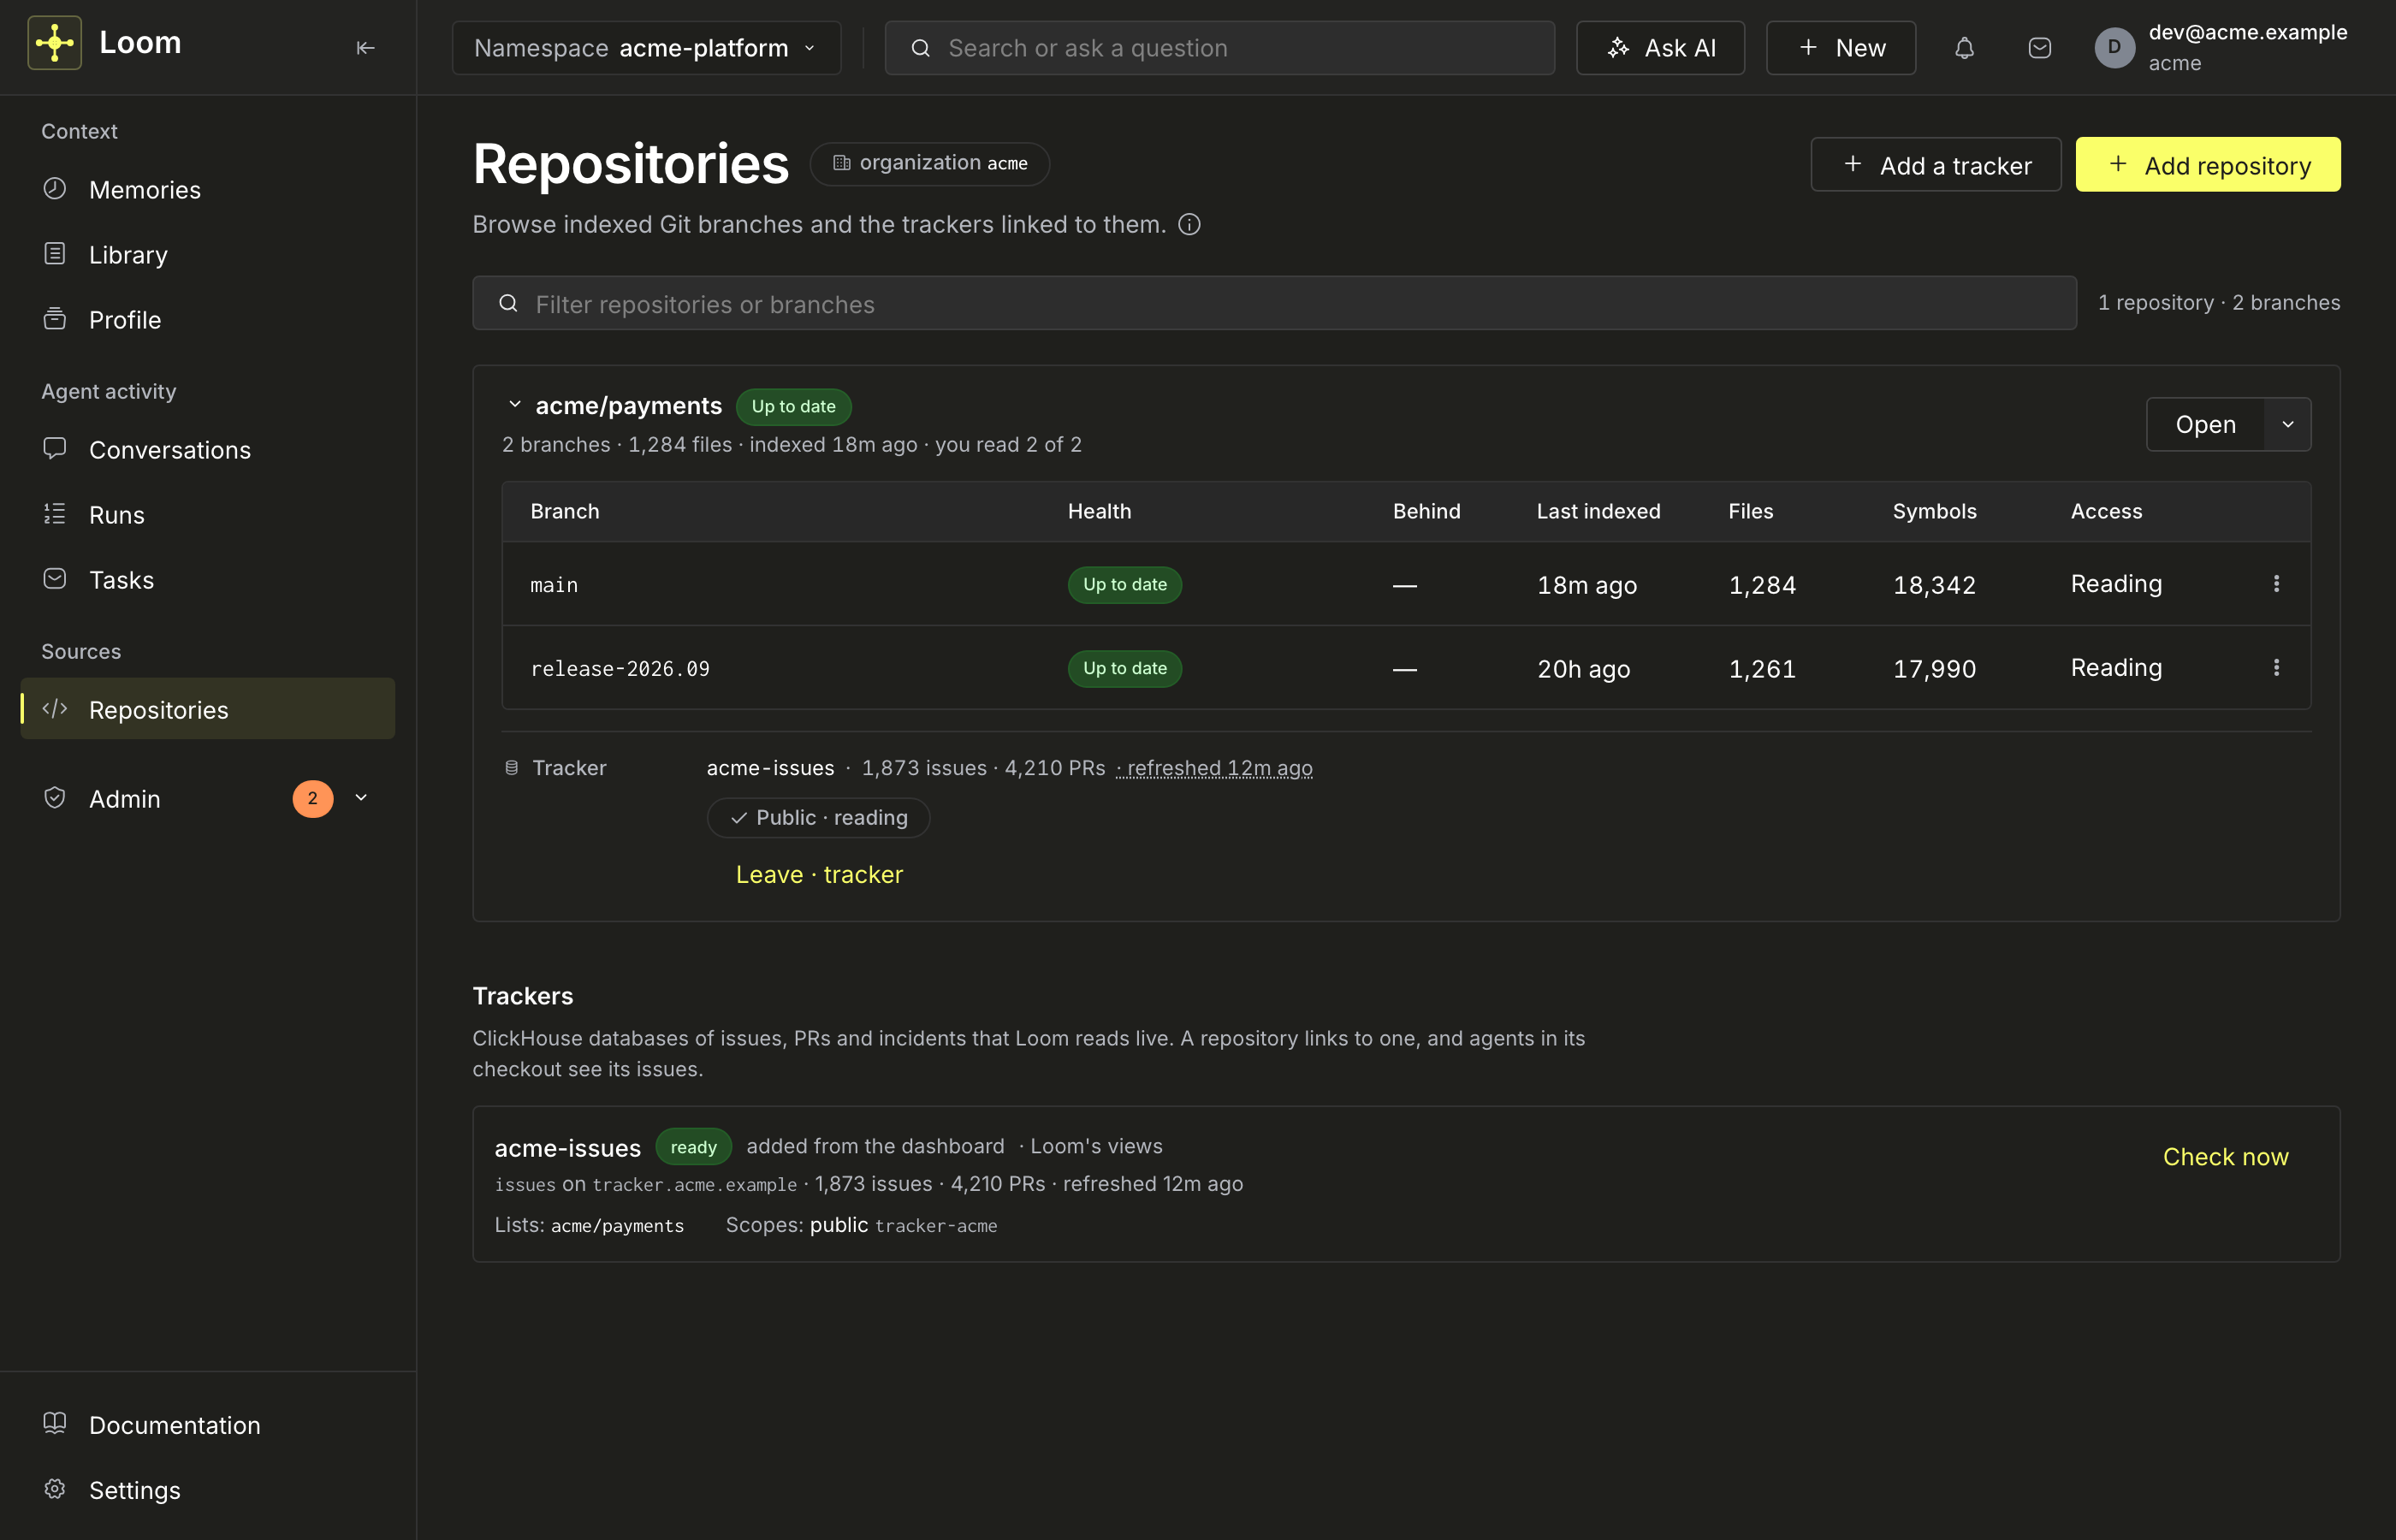 Loom
Namespace acme-platform
Search or ask a question
Ask AI
New
D
dev@acme.example
acme
Context
Memories
Library
Profile
Agent activity
Conversations
Runs
Tasks
Sources
Repositories
Admin 2
Documentation
Settings
Repositories organization acme
Add a tracker
Add repository
Browse indexed Git branches and the trackers linked to them.
Filter repositories or branches
1 repository · 2 branches
acme/payments Up to date
2 branches · 1,284 files · indexed 18m ago · you read 2 of 2
Open
Branch Health Behind Last indexed Files Symbols Access
main Up to date — 18m ago 1,284 18,342 Reading
release-2026.09 Up to date — 20h ago 1,261 17,990 Reading
Tracker acme-issues · 1,873 issues · 4,210 PRs · refreshed 12m ago
Public · reading
Leave · tracker
Trackers
ClickHouse databases of issues, PRs and incidents that Loom reads live. A repository links to one, and agents in its
checkout see its issues.
acme-issues ready added from the dashboard · Loom's views
Check now
issues on tracker.acme.example · 1,873 issues · 4,210 PRs · refreshed 12m ago
Lists: acme/payments Scopes: public tracker-acme